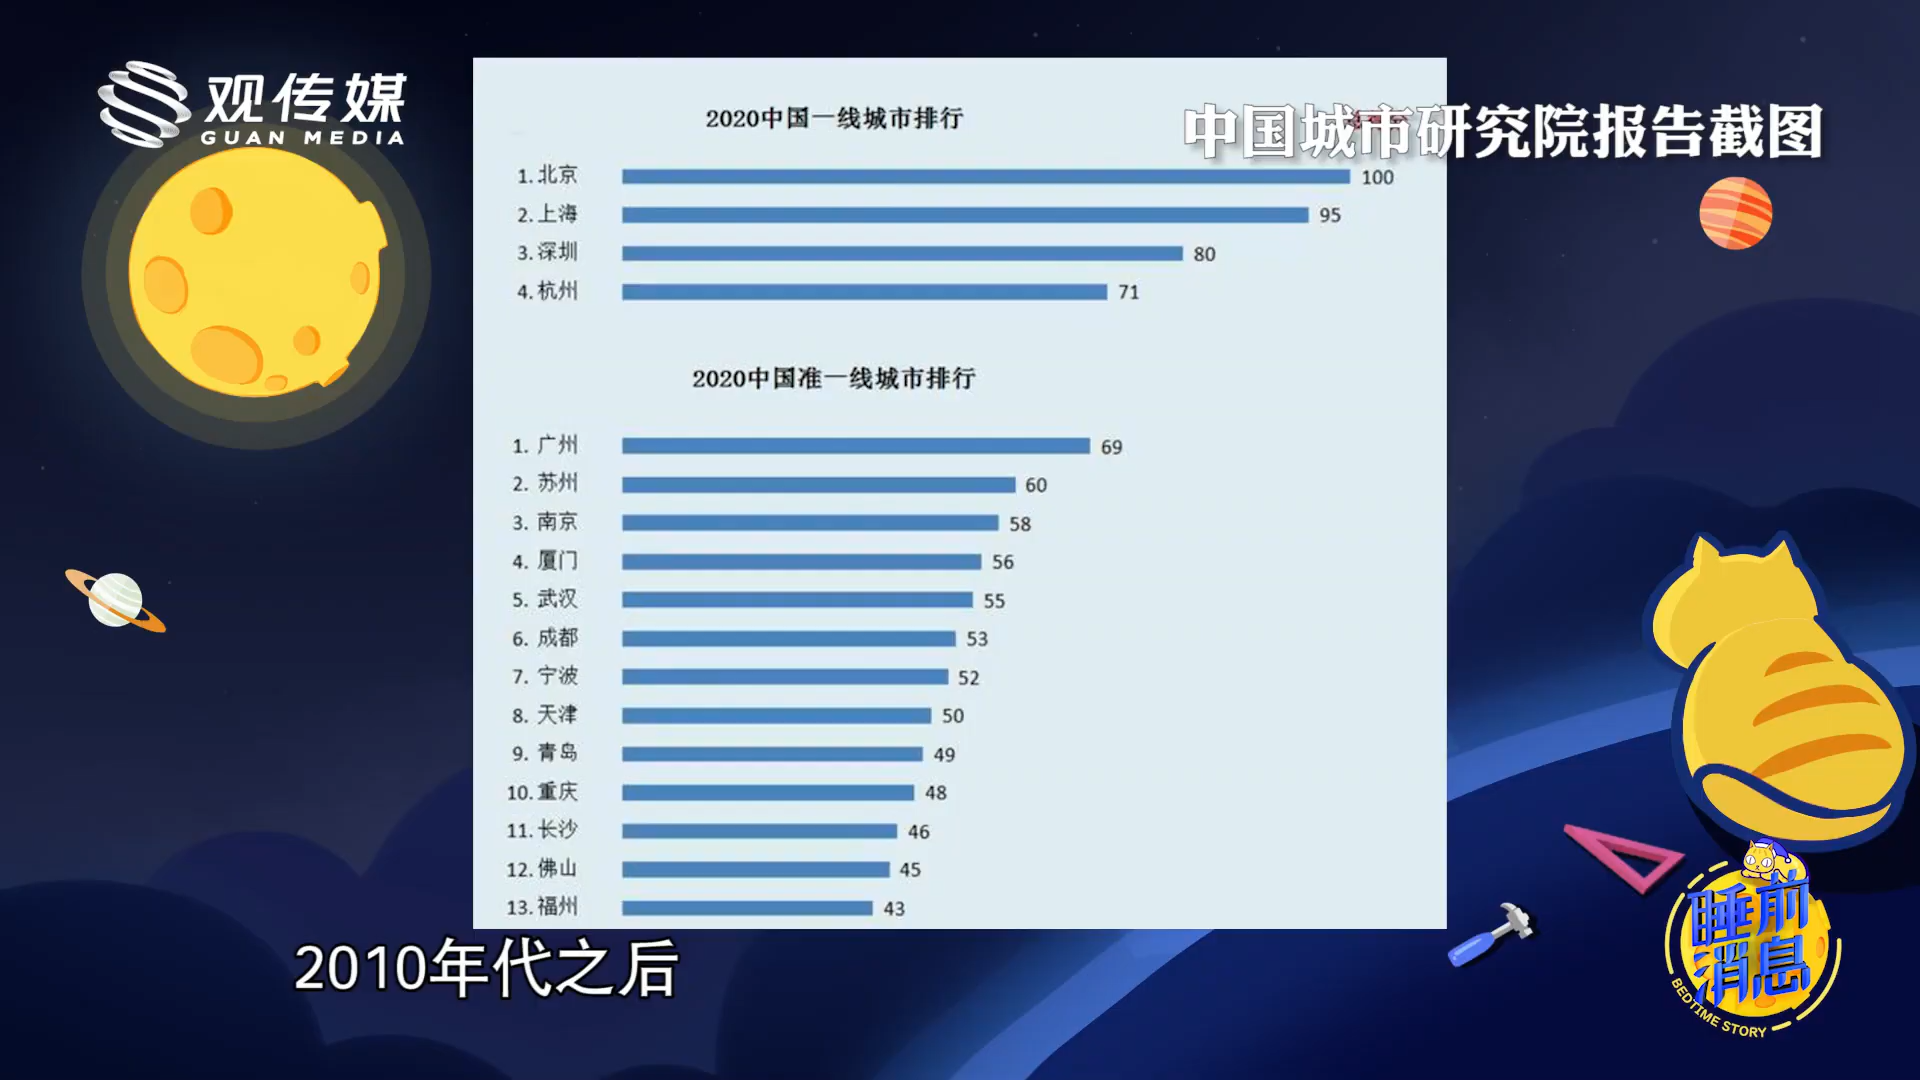 观传媒
GUAN MEDIA
中国城市研究院报告截图
2020中国一线城市排行
1. 北京 100
2. 上海 95
3. 深圳 80
4. 杭州 71
2020中国准一线城市排行
1. 广州 69
2. 苏州 60
3. 南京 58
4. 厦门 56
5. 武汉 55
6. 成都 53
7. 宁波 52
8. 天津 50
9. 青岛 49
10. 重庆 48
11. 长沙 46
12. 佛山 45
13. 福州 43
2010年代之后
睡前
消息
BEDTIME STORY